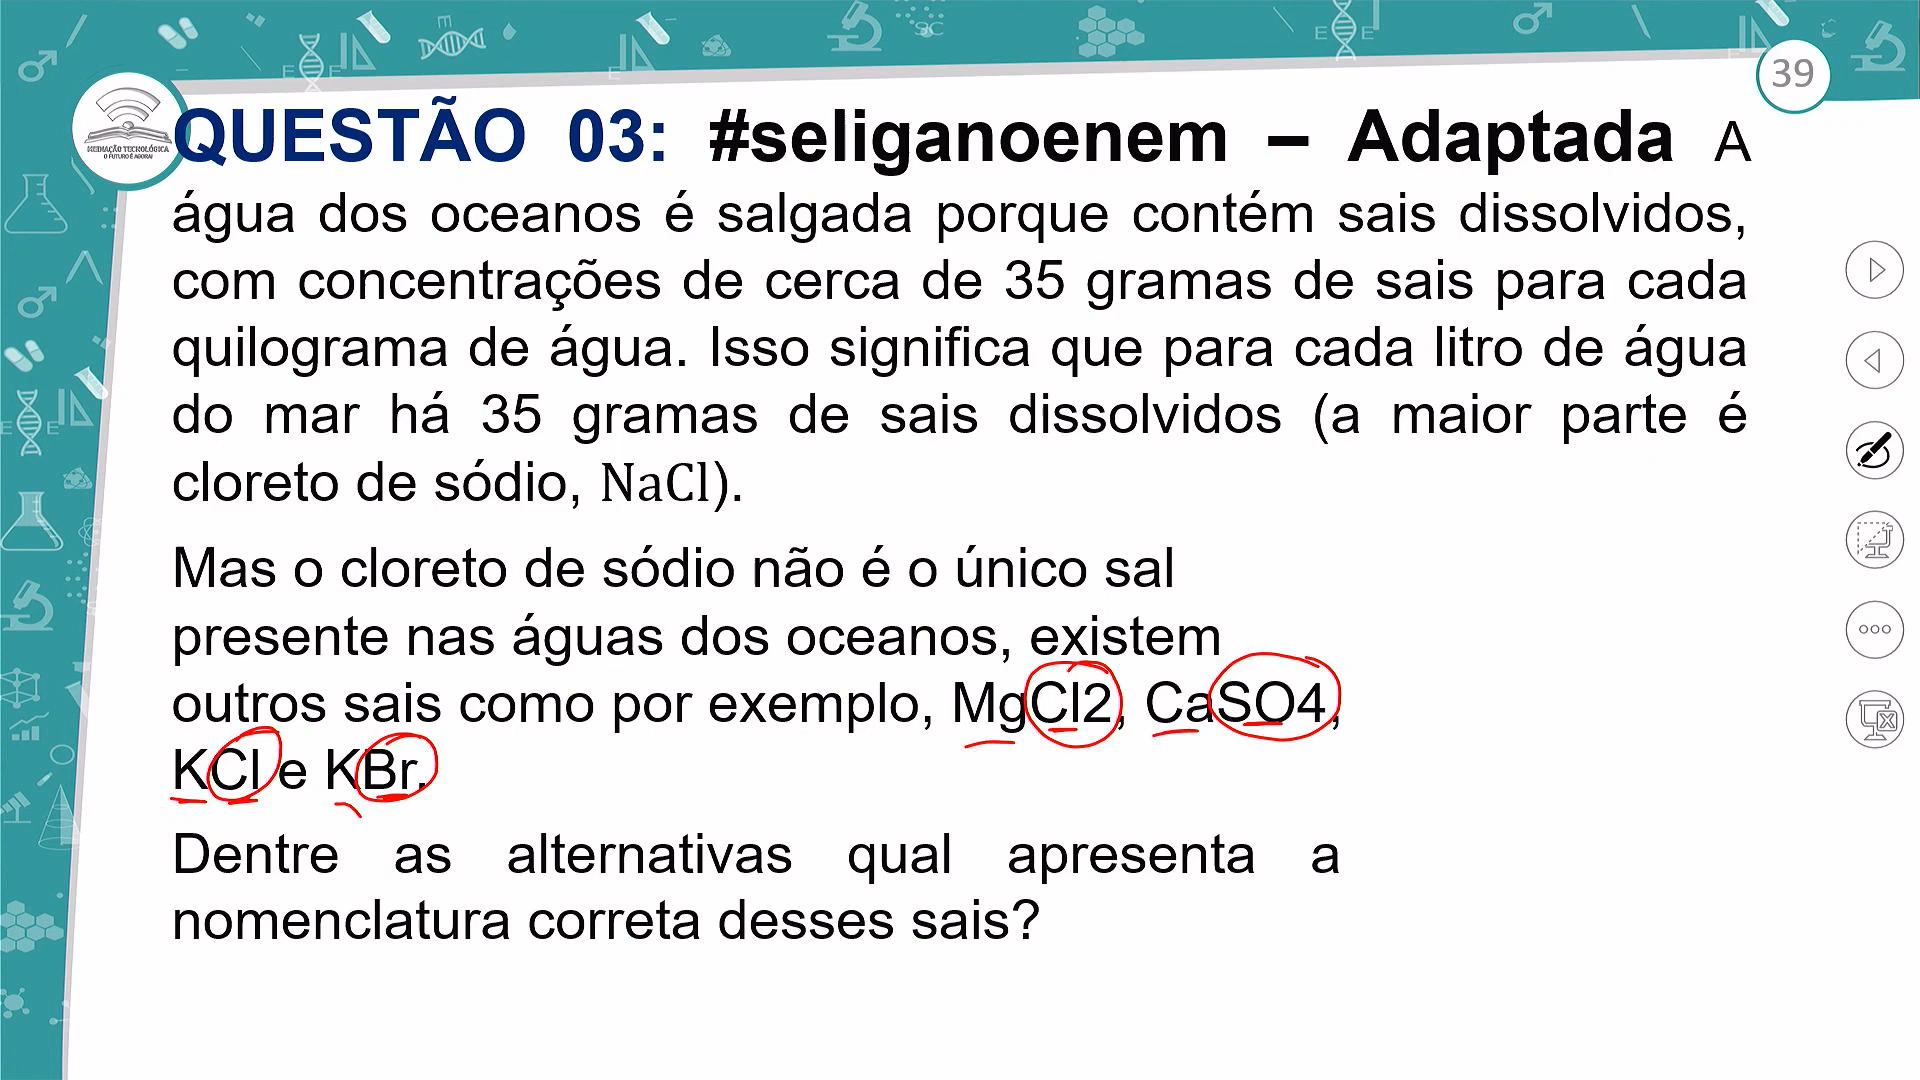 39
MEDIAÇÃO TECNOLÓGICA
O FUTURO É AGORA!
QUESTÃO 03: #seliganoenem – Adaptada A
água dos oceanos é salgada porque contém sais dissolvidos,
com concentrações de cerca de 35 gramas de sais para cada
quilograma de água. Isso significa que para cada litro de água
do mar há 35 gramas de sais dissolvidos (a maior parte é
cloreto de sódio, NaCl).
Mas o cloreto de sódio não é o único sal
presente nas águas dos oceanos, existem
outros sais como por exemplo, MgCl2, CaSO4,
KCl e KBr.
Dentre as alternativas qual apresenta a
nomenclatura correta desses sais?